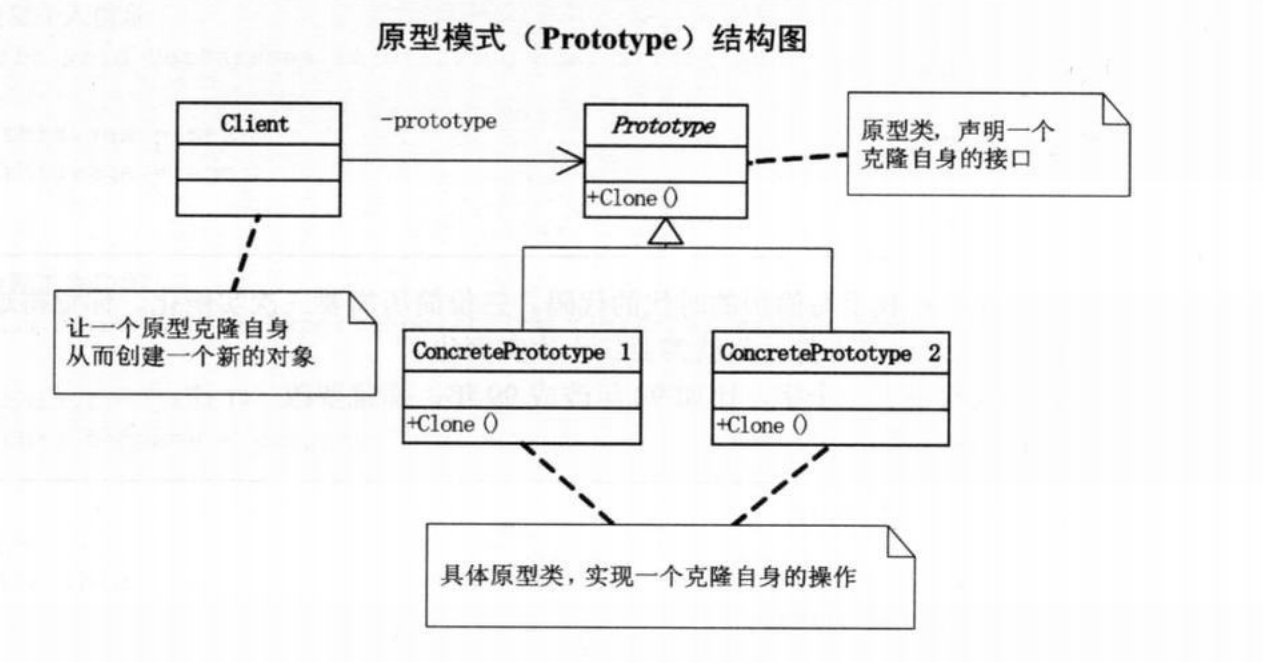 原型模式（Prototype）结构图
Client
-prototype
Prototype
+Clone()
原型类，声明一个
克隆自身的接口
让一个原型克隆自身
从而创建一个新的对象
ConcretePrototype 1
+Clone()
ConcretePrototype 2
+Clone()
具体原型类，实现一个克隆自身的操作